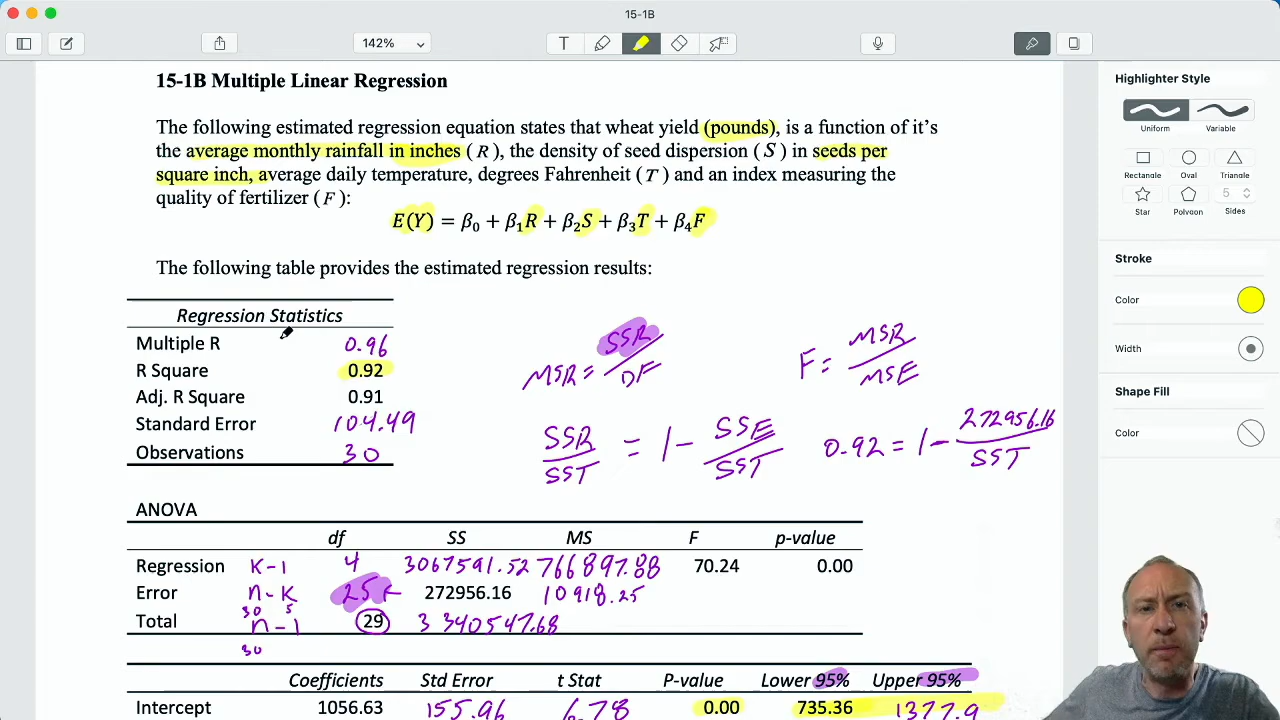 15-1B
142%
T
15-1B Multiple Linear Regression
The following estimated regression equation states that wheat yield (pounds), is a function of it's
the average monthly rainfall in inches (R), the density of seed dispersion (S) in seeds per
square inch, average daily temperature, degrees Fahrenheit (T) and an index measuring the
quality of fertilizer (F):
E(Y) = β₀ + β₁R + β₂S + β₃T + β₄F
The following table provides the estimated regression results:
Regression Statistics
Multiple R 0.96
R Square 0.92
Adj. R Square 0.91
Standard Error 104.49
Observations 30
MSR = SSR/DF
F = MSR/MSE
SSR/SST = 1 - SSE/SST
0.92 = 1 - 272956.16/SST
ANOVA
df SS MS F p-value
Regression K-1 4 3067591.52 766897.88 70.24 0.00
Error n-K 25 272956.16 10918.25
30 5
Total n-1 29 3340547.68
30
Coefficients Std Error t Stat P-value Lower 95% Upper 95%
Intercept 1056.63 155.96 6.78 0.00 735.36 1377.9
Highlighter Style
Uniform Variable
Rectangle Oval Triangle
Star Polygon Sides
5
Stroke
Color
Width
Shape Fill
Color